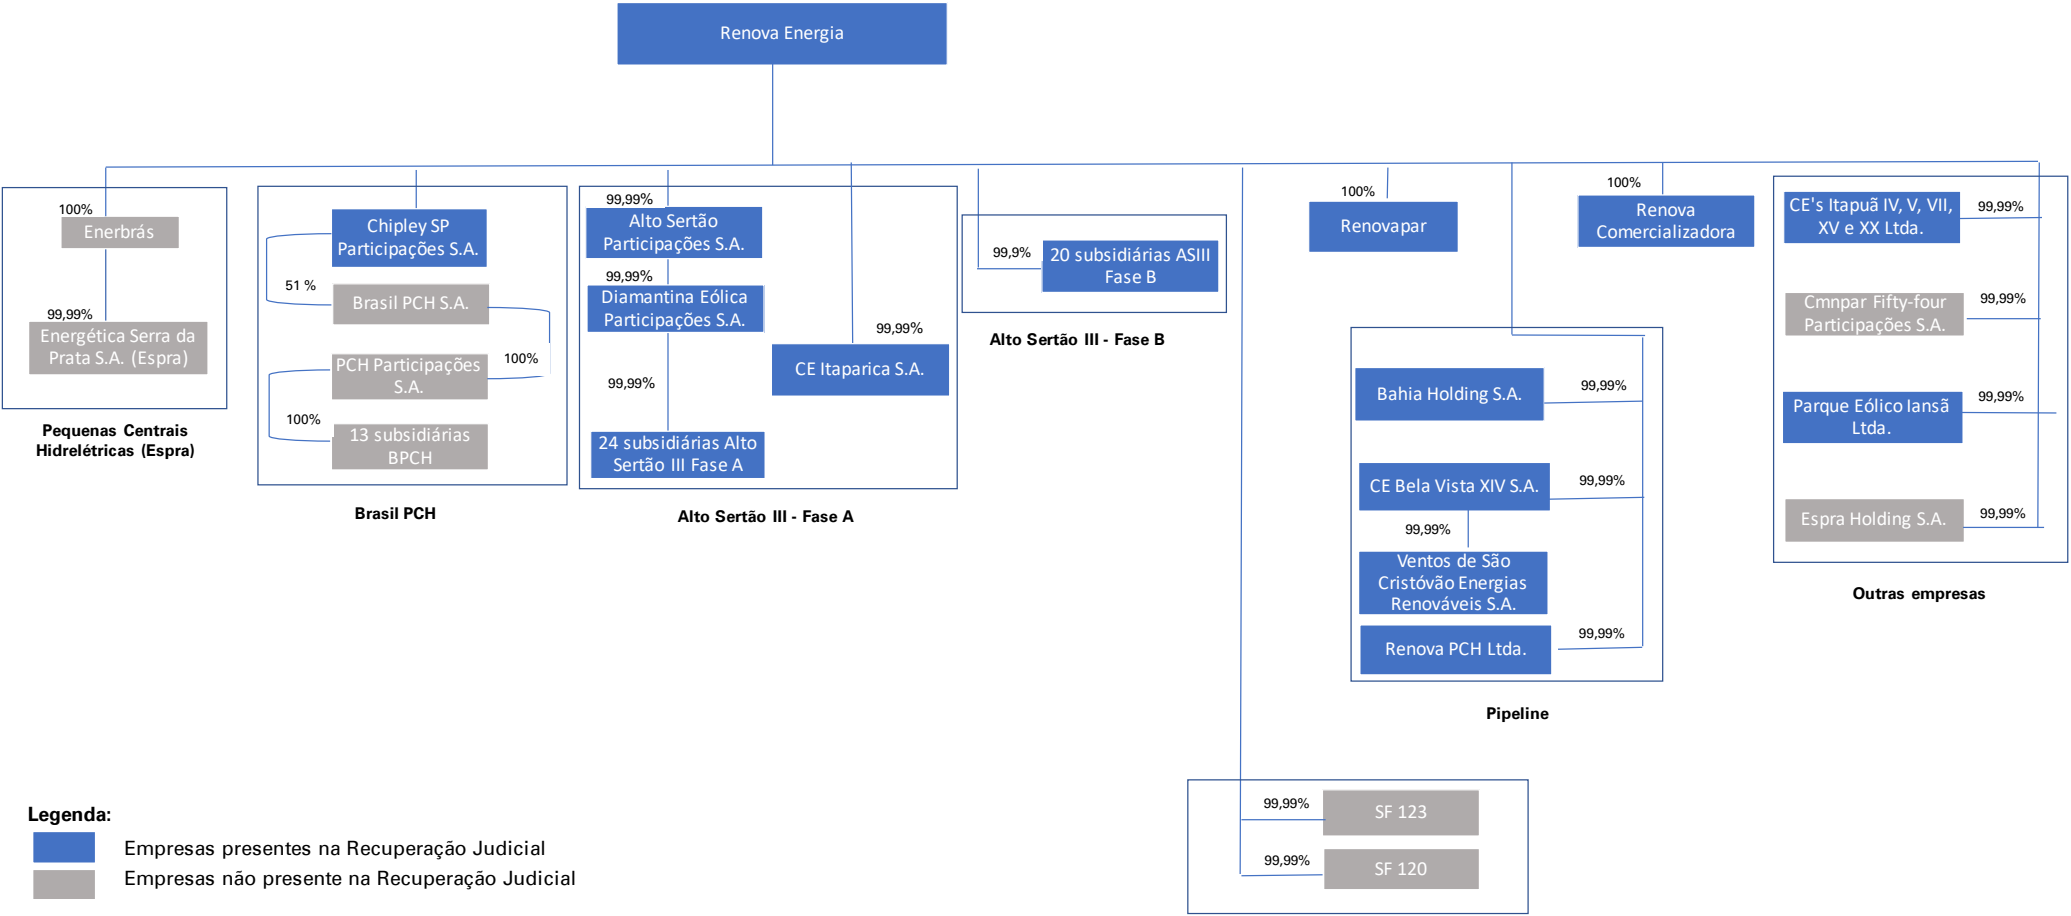 Renova Energia
100%
Enerbrás
99,99%
Energética Serra da
Prata S.A. (Espra)
Pequenas Centrais
Hidrelétricas (Espra)
Chipley SP
Participações S.A.
51 %
Brasil PCH S.A.
100%
PCH Participações
S.A.
100%
13 subsidiárias
BPCH
Brasil PCH
99,99%
Alto Sertão
Participações S.A.
99,99%
Diamantina Eólica
Participações S.A.
99,99%
24 subsidiárias Alto
Sertão III Fase A
99,99%
CE Itaparica S.A.
Alto Sertão III - Fase A
99,9%
20 subsidiárias ASIII
Fase B
Alto Sertão III - Fase B
100%
Renovapar
100%
Renova
Comercializadora
Bahia Holding S.A.
99,99%
CE Bela Vista XIV S.A.
99,99%
99,99%
Ventos de São
Cristóvão Energias
Renováveis S.A.
Renova PCH Ltda.
99,99%
Pipeline
CE's Itapuã IV, V, VII,
XV e XX Ltda.
99,99%
Cmnpar Fifty-four
Participações S.A.
99,99%
Parque Eólico Iansã
Ltda.
99,99%
Espra Holding S.A.
99,99%
Outras empresas
99,99%
SF 123
99,99%
SF 120
Legenda:
Empresas presentes na Recuperação Judicial
Empresas não presente na Recuperação Judicial